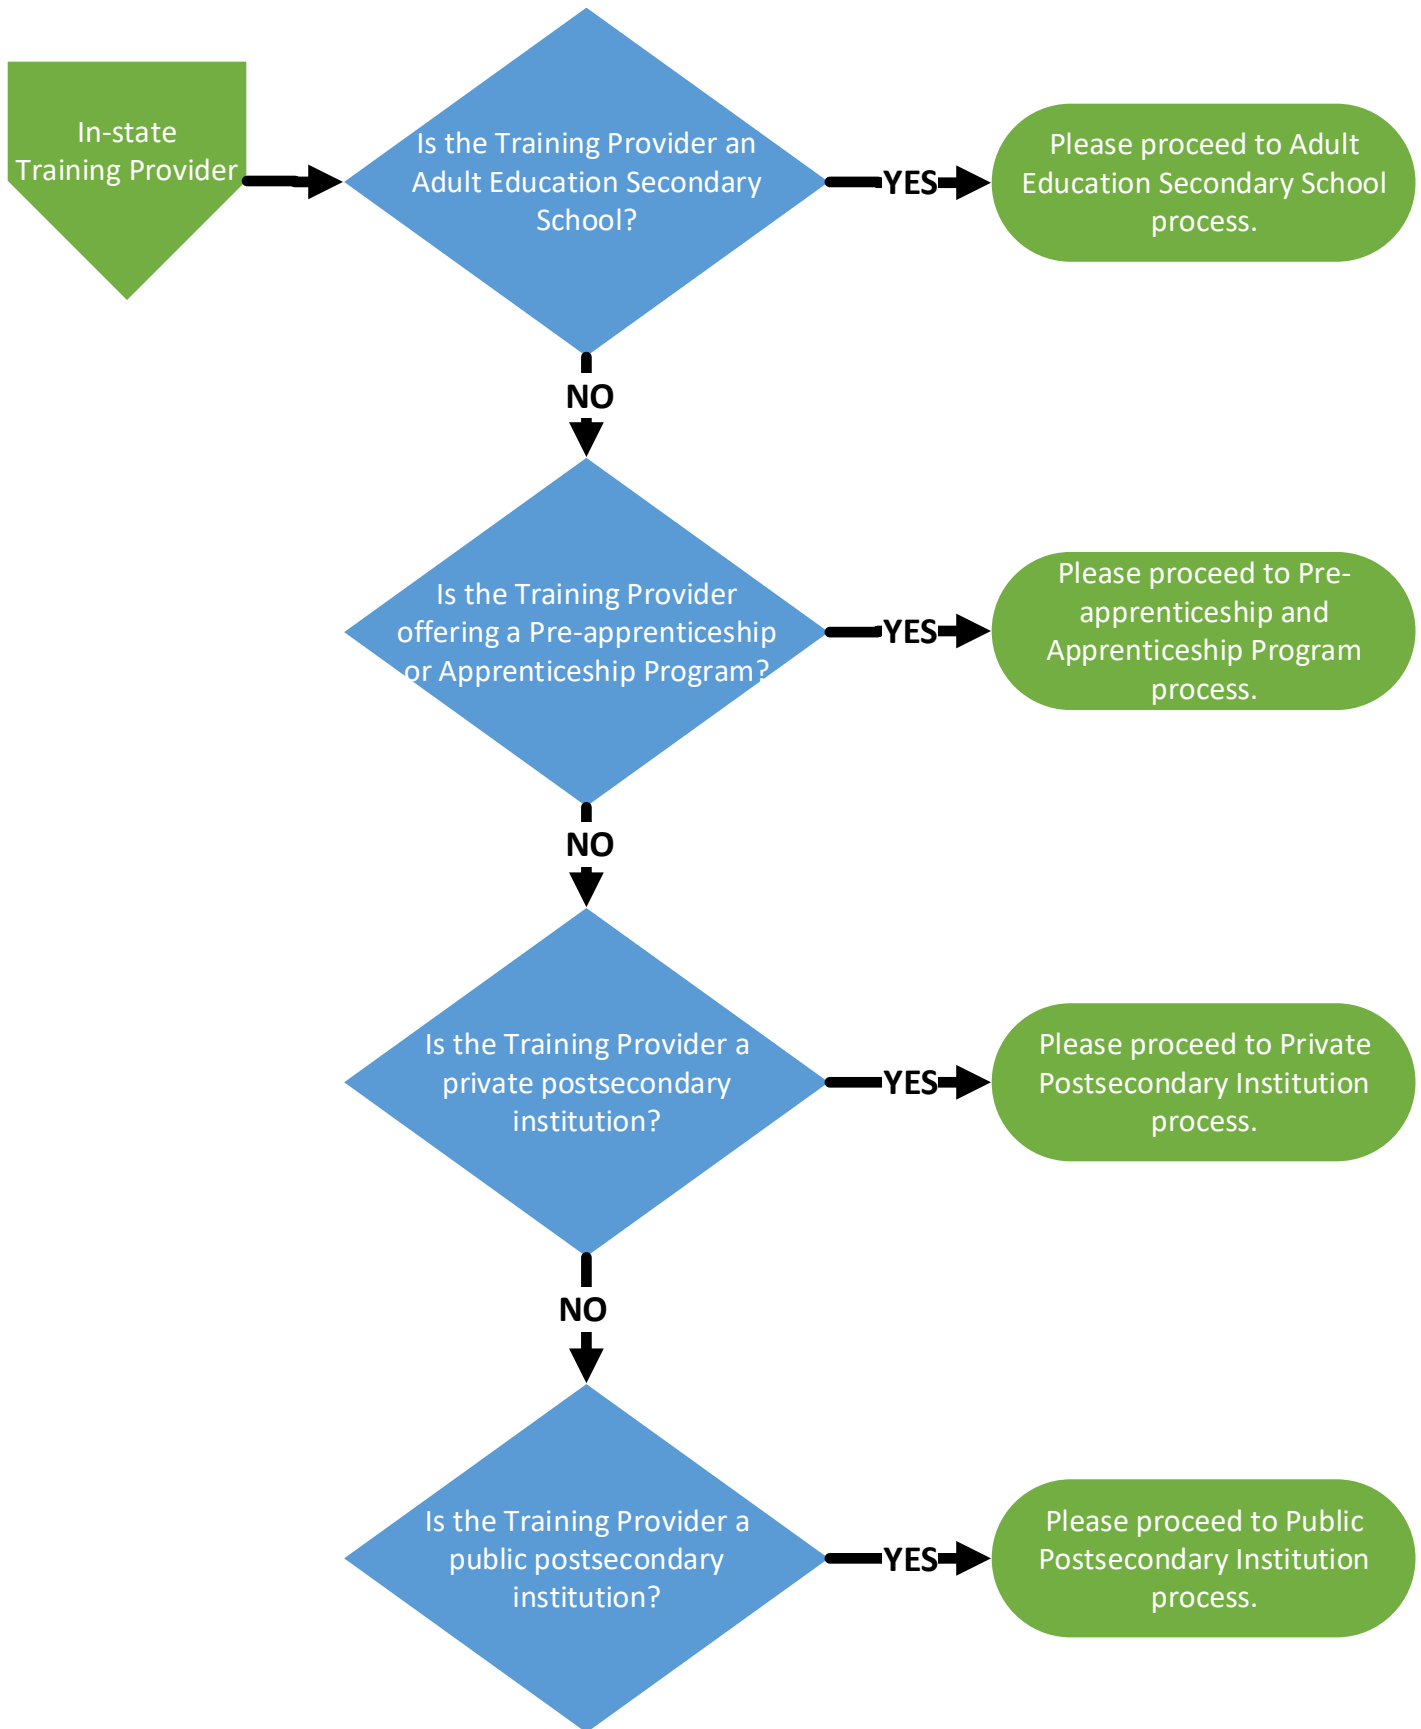 In-state
Training Provider
Is the Training Provider an
Adult Education Secondary
School?
YES
Please proceed to Adult
Education Secondary School
process.
NO
Is the Training Provider
offering a Pre-apprenticeship
or Apprenticeship Program?
YES
Please proceed to Pre-
apprenticeship and
Apprenticeship Program
process.
NO
Is the Training Provider a
private postsecondary
institution?
YES
Please proceed to Private
Postsecondary Institution
process.
NO
Is the Training Provider a
public postsecondary
institution?
YES
Please proceed to Public
Postsecondary Institution
process.